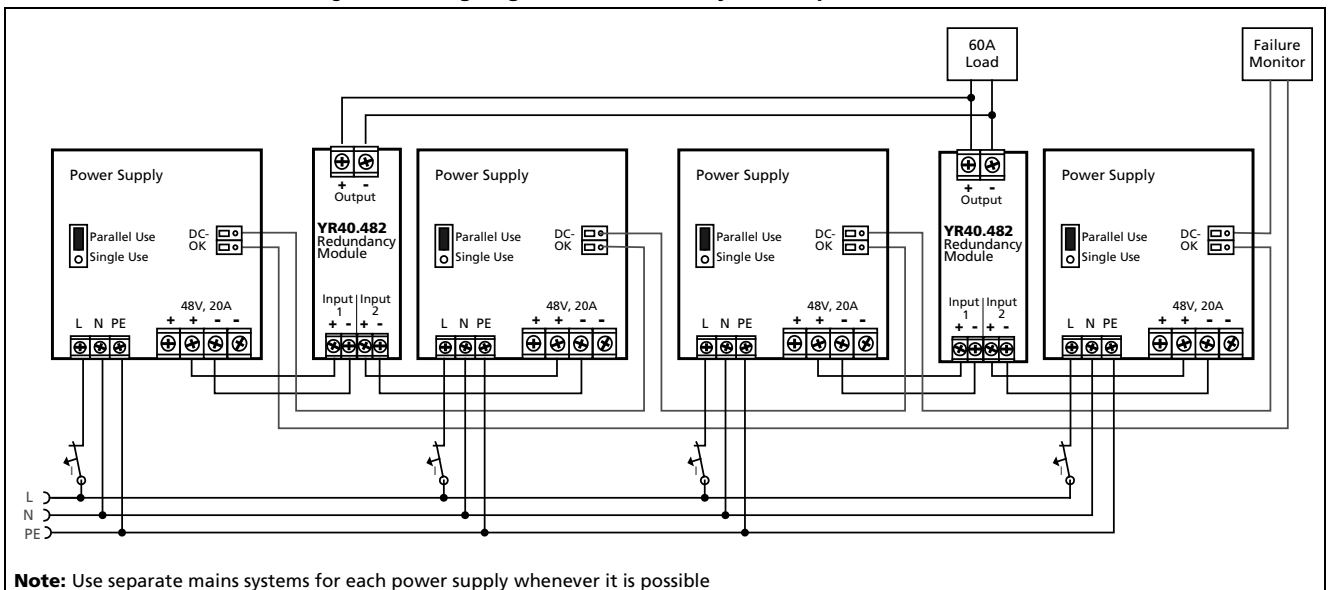 60A
Load
Failure
Monitor
Power Supply
Parallel Use
Single Use
DC-
OK
48V, 20A
L N PE
+ + - -
+ -
Output
YR40.482
Redundancy
Module
Input Input
1 2
+ - + -
Power Supply
Parallel Use
Single Use
DC-
OK
48V, 20A
L N PE
+ + - -
Power Supply
Parallel Use
Single Use
DC-
OK
48V, 20A
L N PE
+ + - -
+ -
Output
YR40.482
Redundancy
Module
Input Input
1 2
+ - + -
Power Supply
Parallel Use
Single Use
DC-
OK
48V, 20A
L N PE
+ + - -
I
I
I
I
L
N
PE
Note: Use separate mains systems for each power supply whenever it is possible